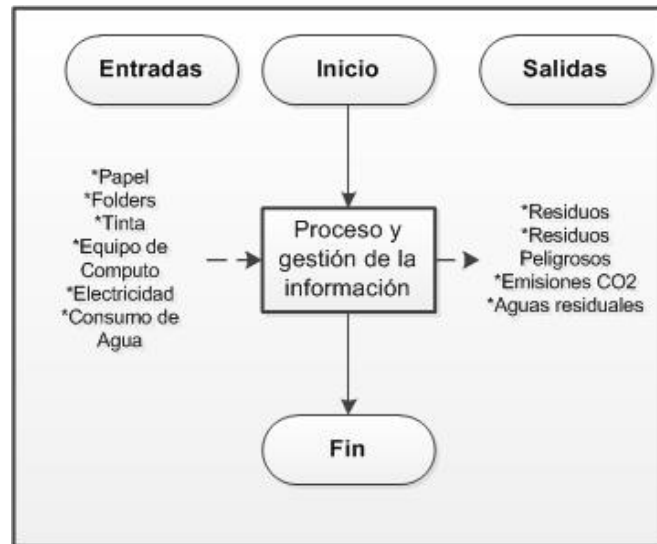 Entradas
Inicio
Salidas
*Papel
*Folders
*Tinta
*Equipo de
Computo
*Electricidad
*Consumo de
Agua
Proceso y
gestión de la
información
*Residuos
*Residuos
Peligrosos
*Emisiones CO2
*Aguas residuales
Fin